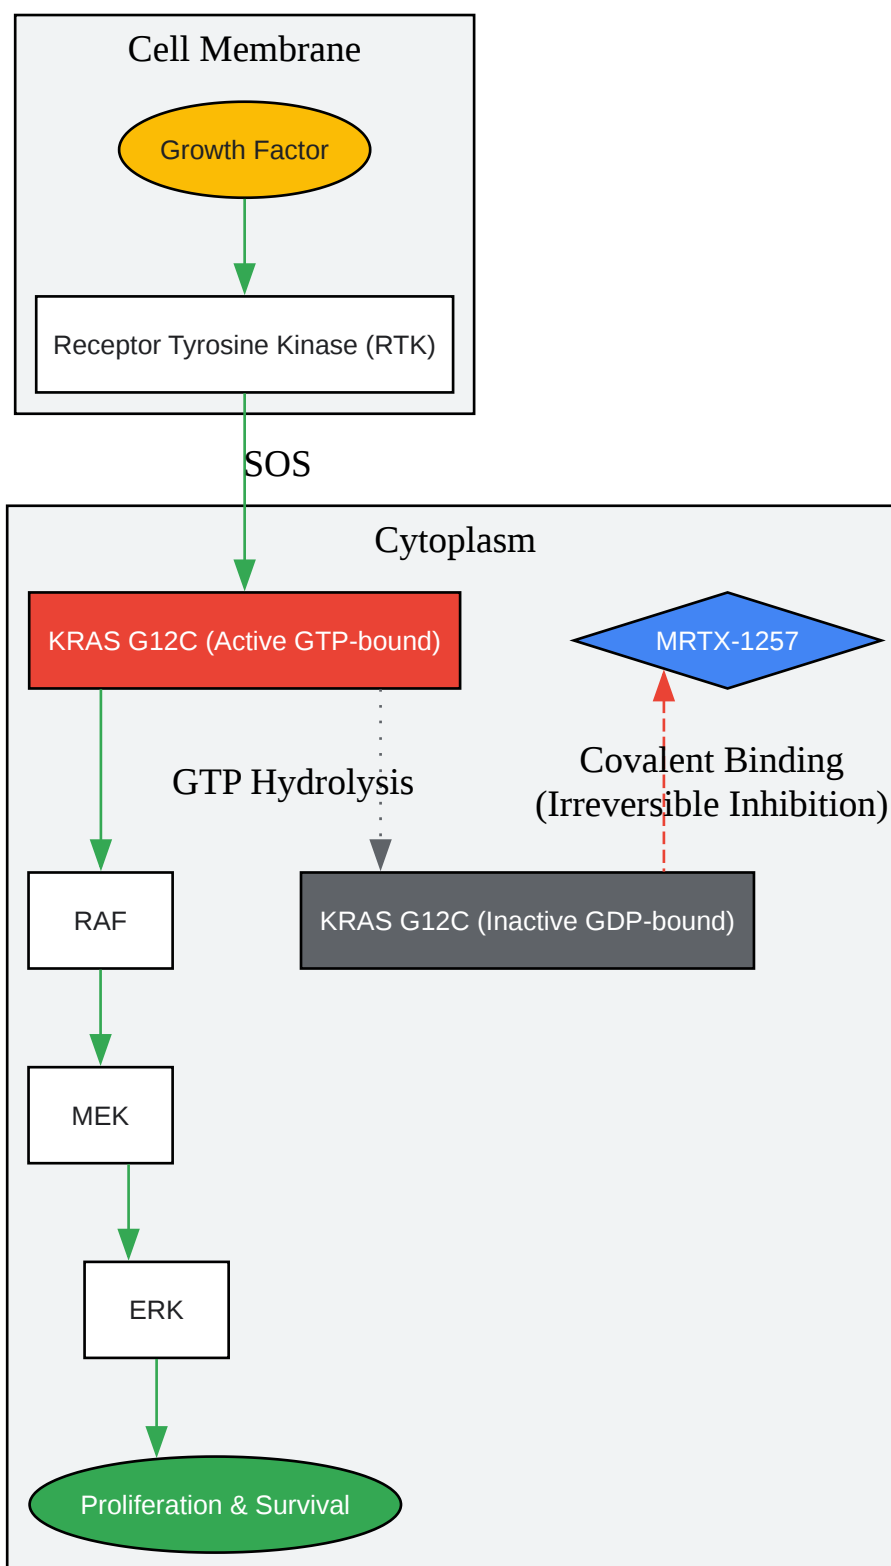 Cell Membrane
Growth Factor
Receptor Tyrosine Kinase (RTK)
SOS
Cytoplasm
KRAS G12C (Active GTP-bound)
MRTX-1257
GTP Hydrolysis
Covalent Binding
(Irreversible Inhibition)
RAF
KRAS G12C (Inactive GDP-bound)
MEK
ERK
Proliferation & Survival